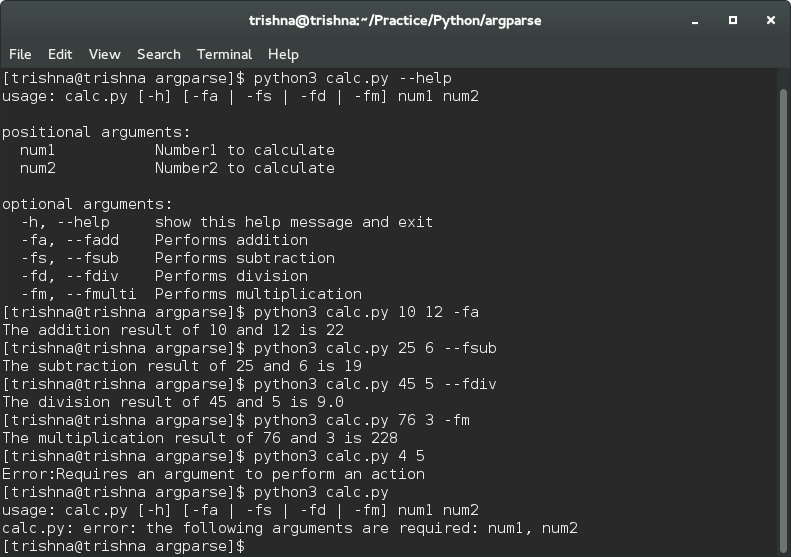 trishna@trishna:~/Practice/Python/argparse
File Edit View Search Terminal Help
[trishna@trishna argparse]$ python3 calc.py --help
usage: calc.py [-h] [-fa | -fs | -fd | -fm] num1 num2
positional arguments:
  num1           Number1 to calculate
  num2           Number2 to calculate
optional arguments:
  -h, --help     show this help message and exit
  -fa, --fadd    Performs addition
  -fs, --fsub    Performs subtraction
  -fd, --fdiv    Performs division
  -fm, --fmulti  Performs multiplication
[trishna@trishna argparse]$ python3 calc.py 10 12 -fa
The addition result of 10 and 12 is 22
[trishna@trishna argparse]$ python3 calc.py 25 6 --fsub
The subtraction result of 25 and 6 is 19
[trishna@trishna argparse]$ python3 calc.py 45 5 --fdiv
The division result of 45 and 5 is 9.0
[trishna@trishna argparse]$ python3 calc.py 76 3 -fm
The multiplication result of 76 and 3 is 228
[trishna@trishna argparse]$ python3 calc.py 4 5
Error:Requires an argument to perform an action
[trishna@trishna argparse]$ python3 calc.py
usage: calc.py [-h] [-fa | -fs | -fd | -fm] num1 num2
calc.py: error: the following arguments are required: num1, num2
[trishna@trishna argparse]$